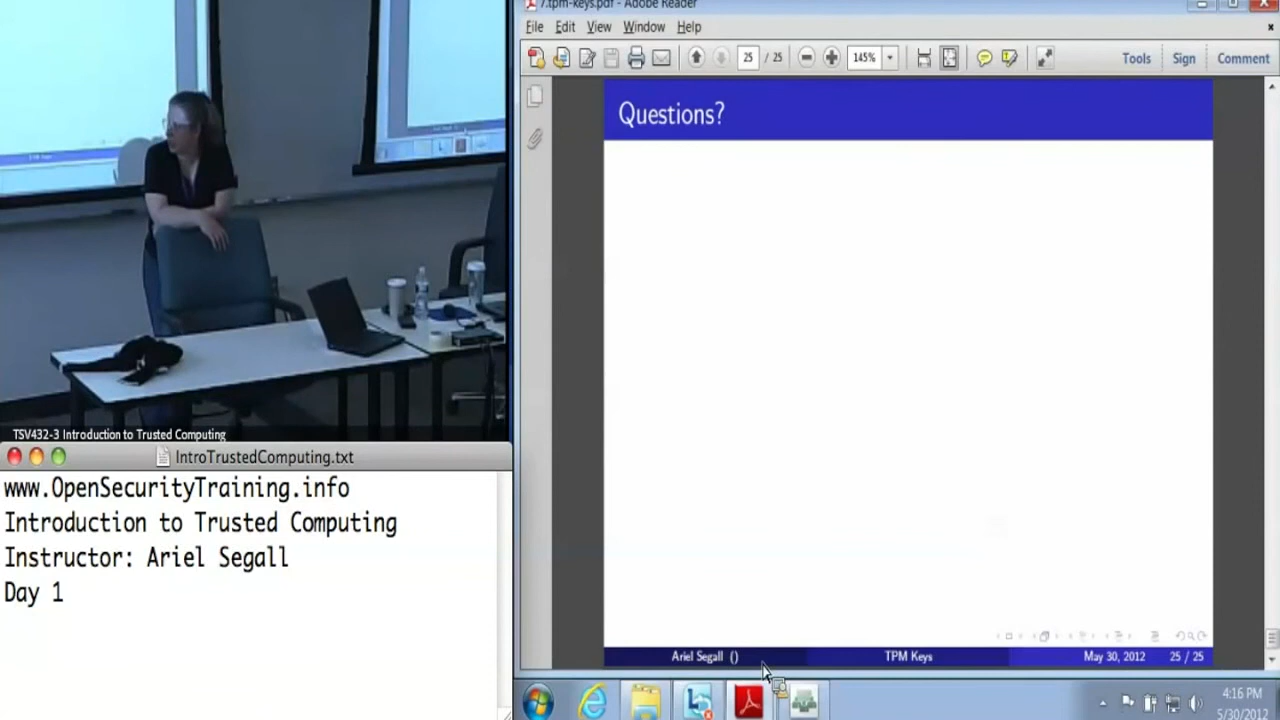 TSV432-3 Introduction to Trusted Computing
IntroTrustedComputing.txt
www.OpenSecurityTraining.info
Introduction to Trusted Computing
Instructor: Ariel Segall
Day 1
7.tpm-keys.pdf - Adobe Reader
File Edit View Window Help
25 / 25 145% Tools Sign Comment
Questions?
Ariel Segall () TPM Keys May 30, 2012 25 / 25
4:16 PM
5/30/2012